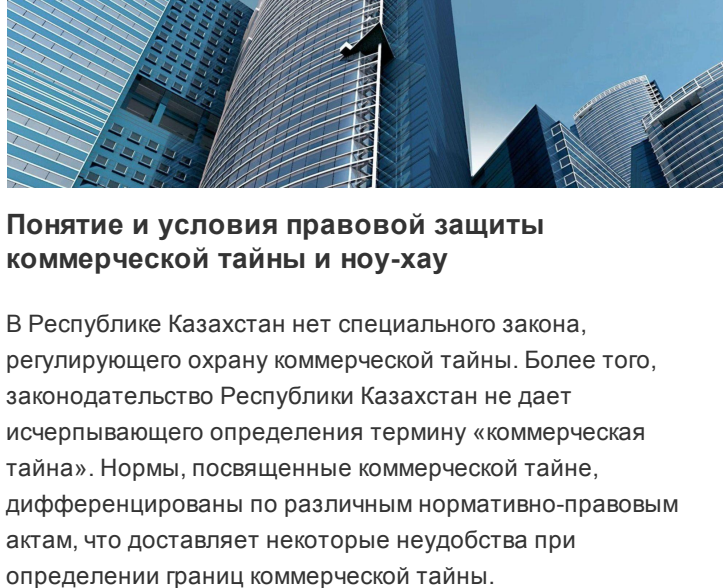 Понятие и условия правовой защиты
коммерческой тайны и ноу-хау
В Республике Казахстан нет специального закона,
регулирующего охрану коммерческой тайны. Более того,
законодательство Республики Казахстан не дает
исчерпывающего определения термину «коммерческая
тайна». Нормы, посвященные коммерческой тайне,
дифференцированы по различным нормативно-правовым
актам, что доставляет некоторые неудобства при
определении границ коммерческой тайны.